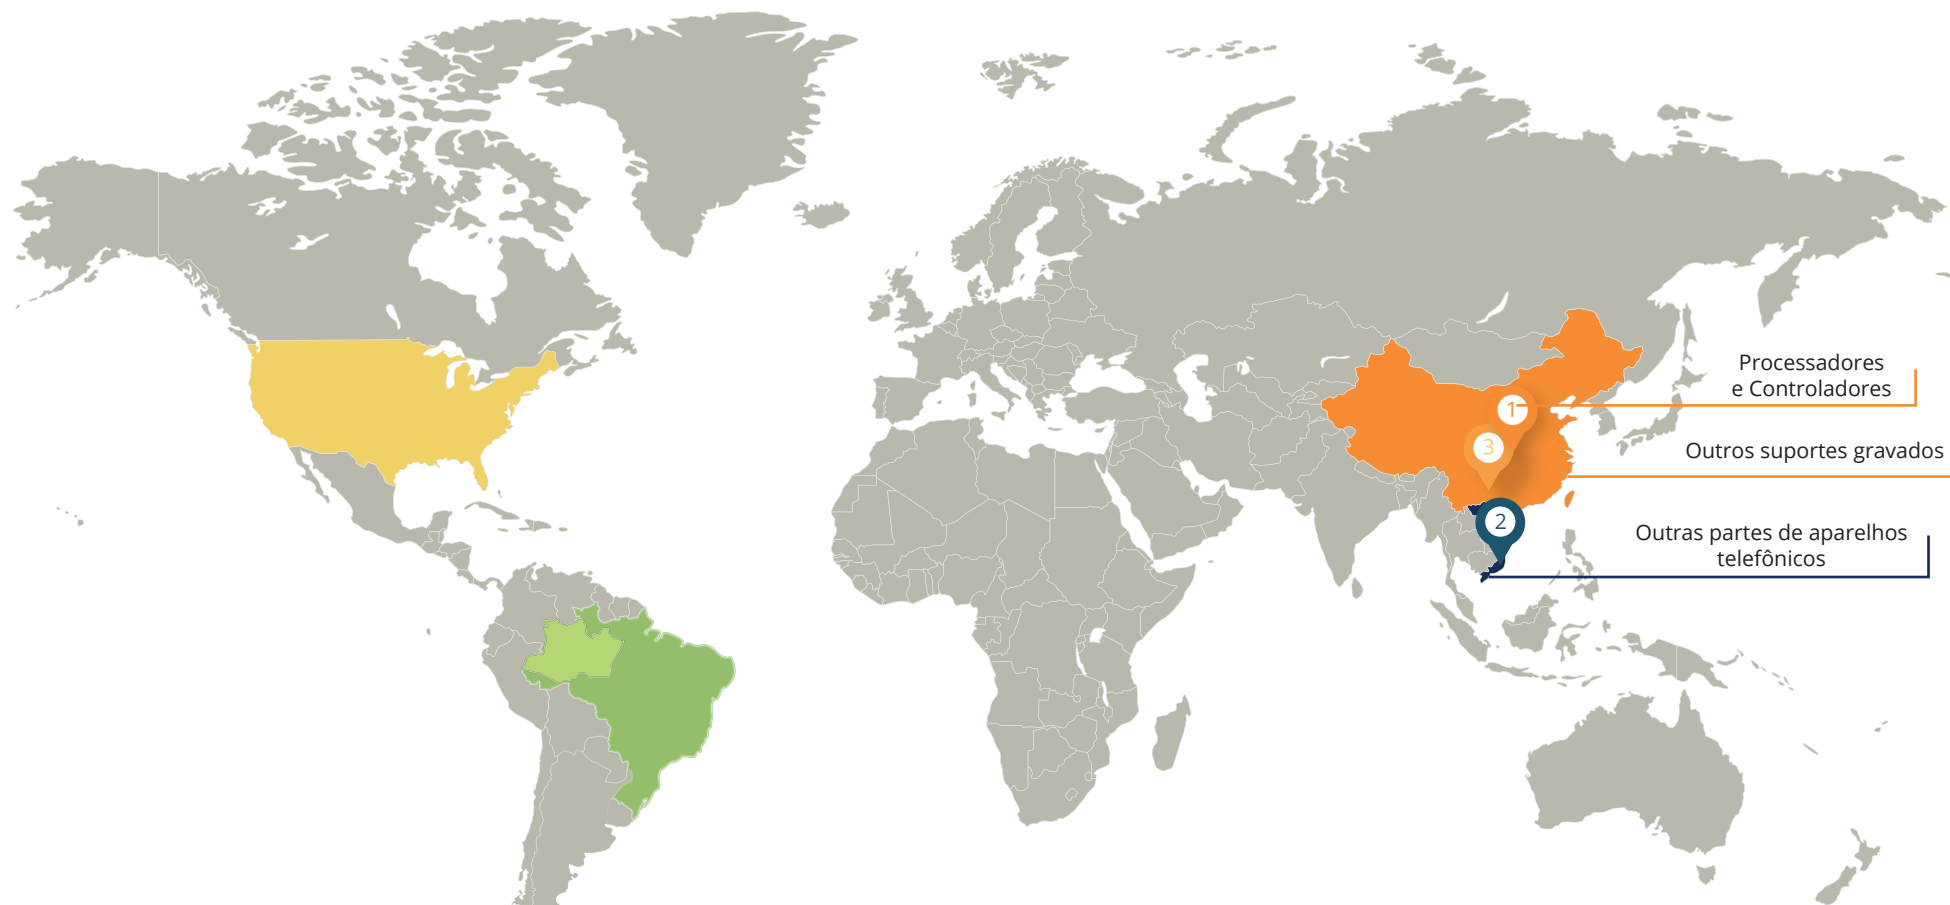 Processadores
e Controladores
1
3
Outros suportes gravados
2
Outras partes de aparelhos
telefônicos